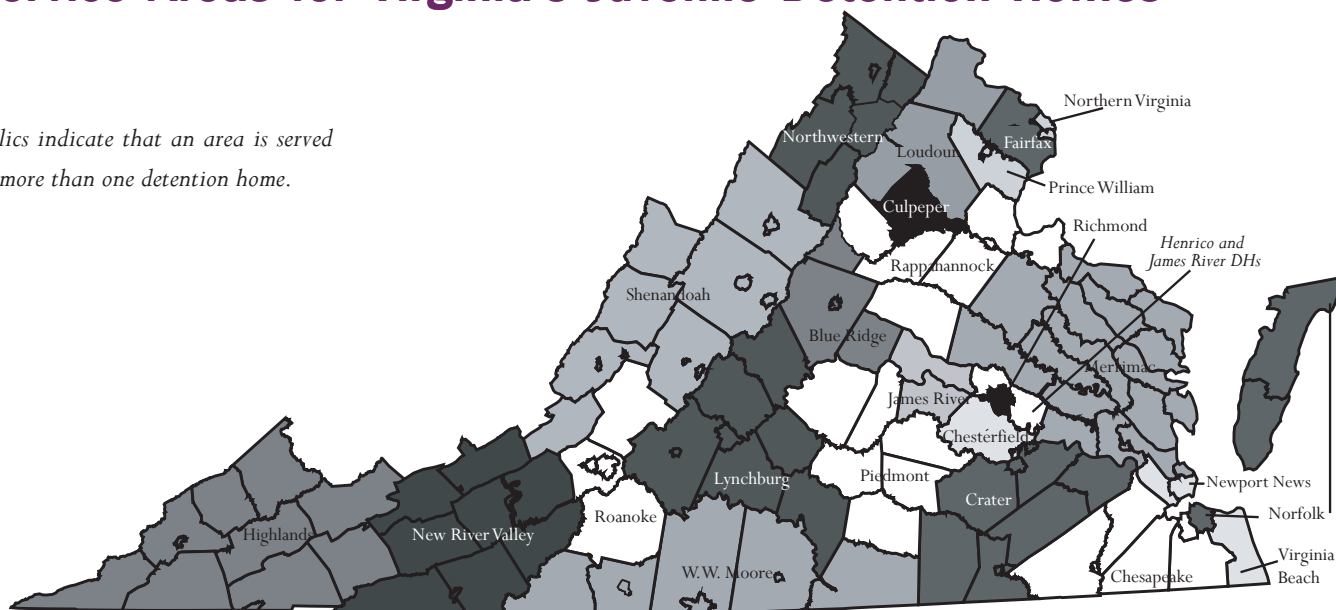 Service Areas for Virginia's Juvenile Detention Homes
lics indicate that an area is served
more than one detention home.
Northern Virginia
Northwestern
Fairfax
Loudoun
Prince William
Culpeper
Richmond
Henrico and
James River DHs
Rappahannock
Shenandoah
Blue Ridge
Merrimac
James River
Chesterfield
Piedmont
Lynchburg
Newport News
Crater
Norfolk
Roanoke
Highlands
New River Valley
Virginia
Beach
W.W. Moore
Chesapeake